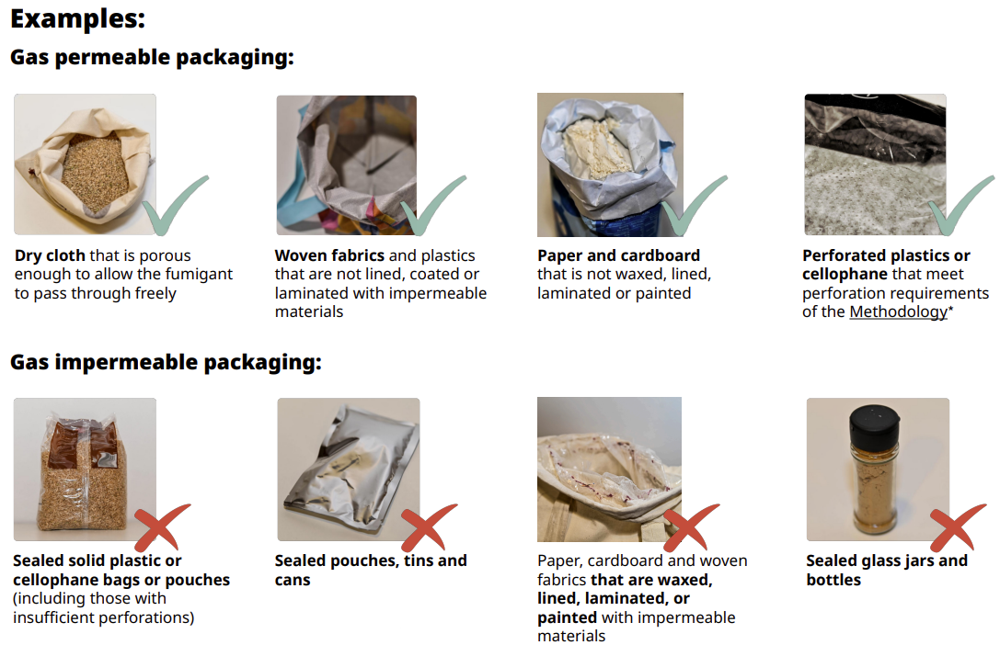 Examples:
Gas permeable packaging:
Dry cloth that is porous
enough to allow the fumigant
to pass through freely
Woven fabrics and plastics
that are not lined, coated or
laminated with impermeable
materials
Paper and cardboard
that is not waxed, lined,
laminated or painted
Perforated plastics or
cellophane that meet
perforation requirements
of the Methodology*
Gas impermeable packaging:
Sealed solid plastic or
cellophane bags or pouches
(including those with
insufficient perforations)
Sealed pouches, tins and
cans
Paper, cardboard and woven
fabrics that are waxed,
lined, laminated, or
painted with impermeable
materials
Sealed glass jars and
bottles